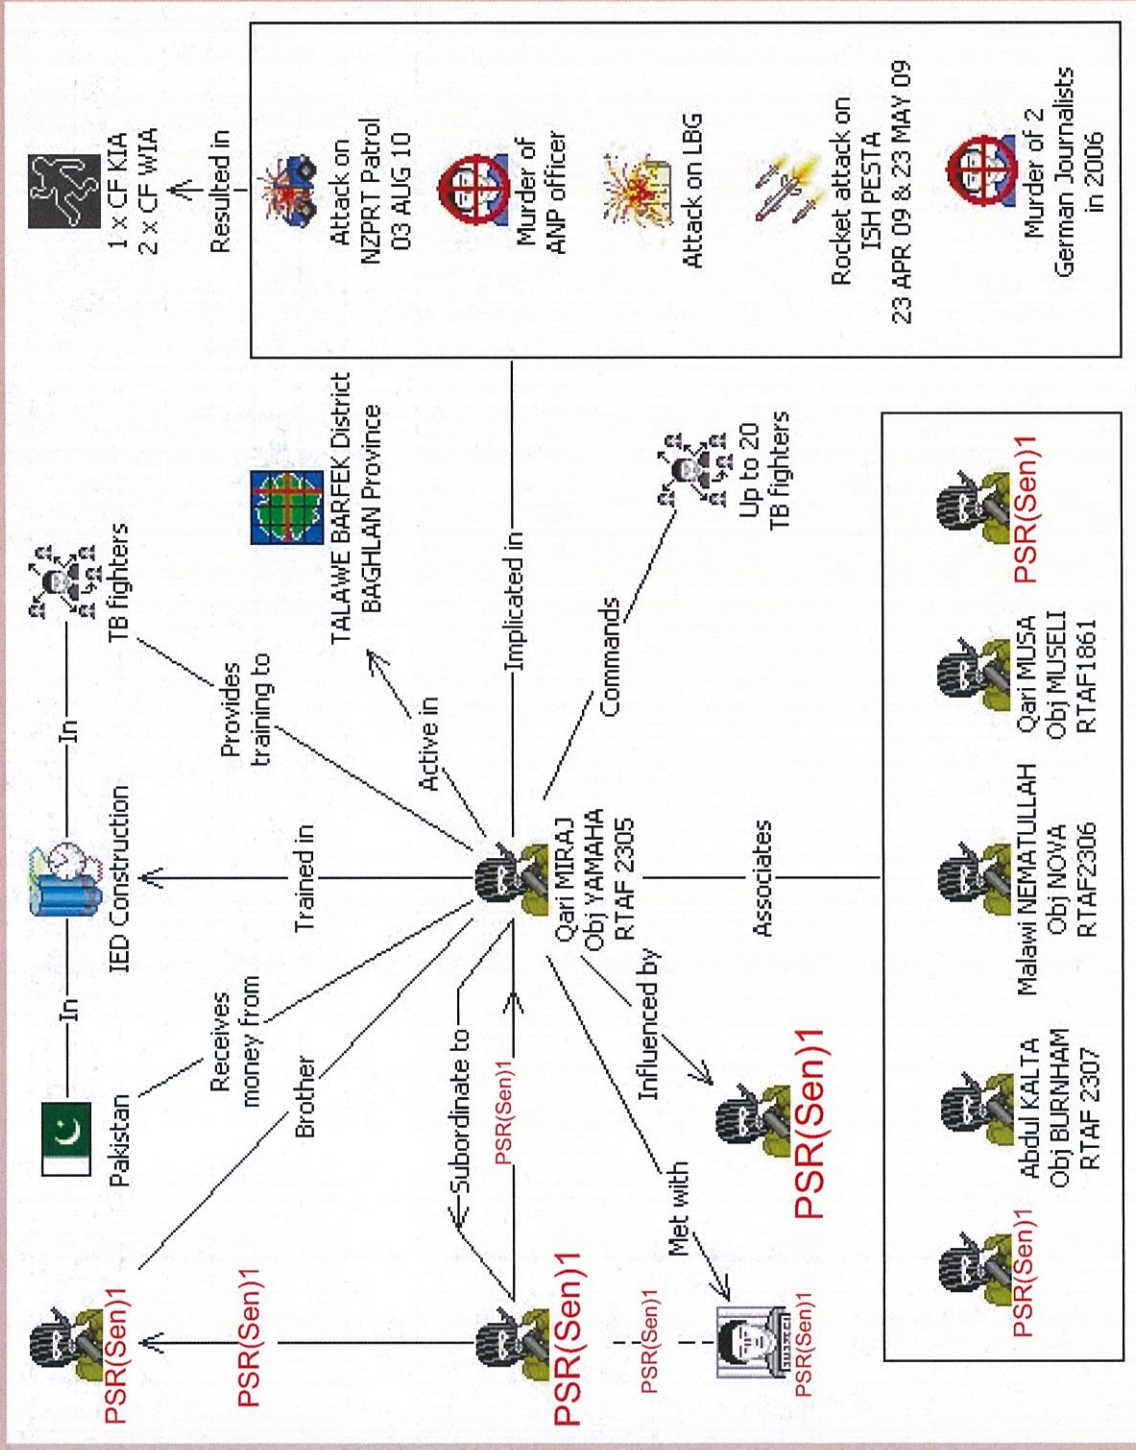 PSR(Sen)1
Pakistan
In
IED Construction
In
TB fighters
1 x CF KIA
2 x CF WIA
Resulted in
PSR(Sen)1
Brother
Receives
money from
Trained in
Provides
training to
Active in
TALAWE BARFEK District
BAGHLAN Province
Attack on
NZPRT Patrol
03 AUG 10
Murder of
ANP officer
Attack on LBG
Rocket attack on
ISH PESTA
23 APR 09 & 23 MAY 09
Murder of 2
German Journalists
in 2006
Implicated in
Subordinate to
PSR(Sen)1
PSR(Sen)1
Qari MIRAJ
Obj YAMAHA
RTAF 2305
Commands
Up to 20
TB fighters
PSR(Sen)1
Met with
Influenced by
PSR(Sen)1
PSR(Sen)1
Associates
PSR(Sen)1
Abdul KALTA
Obj BURNHAM
RTAF 2307
Malawi NEMATULLAH
Obj NOVA
RTAF2306
Qari MUSA
Obj MUSELI
RTAF1861
PSR(Sen)1